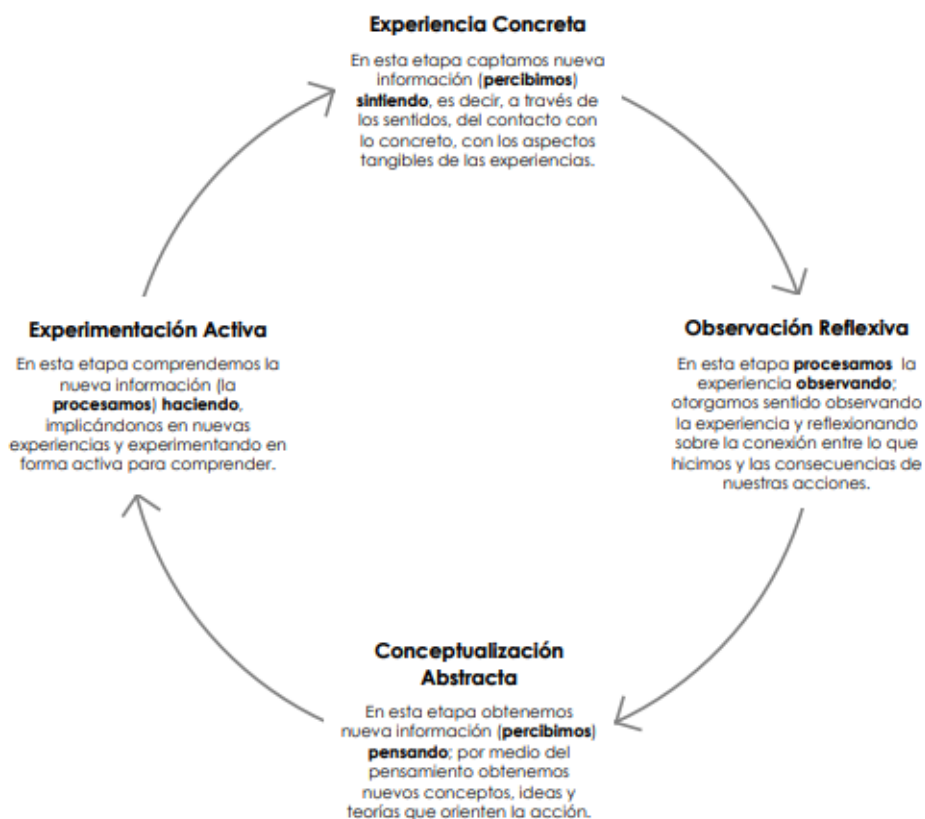 Experiencia Concreta
En esta etapa captamos nueva
información (percibimos)
sintiendo, es decir, a través de
los sentidos, del contacto con
lo concreto, con los aspectos
tangibles de las experiencias.
Observación Reflexiva
En esta etapa procesamos la
experiencia observando;
otorgamos sentido observando
la experiencia y reflexionando
sobre la conexión entre lo que
hicimos y las consecuencias de
nuestras acciones.
Conceptualización
Abstracta
En esta etapa obtenemos
nueva información (percibimos)
pensando; por medio del
pensamiento obtenemos
nuevos conceptos, ideas y
teorías que orienten la acción.
Experimentación Activa
En esta etapa comprendemos la
nueva información (la
procesamos) haciendo,
implicándonos en nuevas
experiencias y experimentando en
forma activa para comprender.